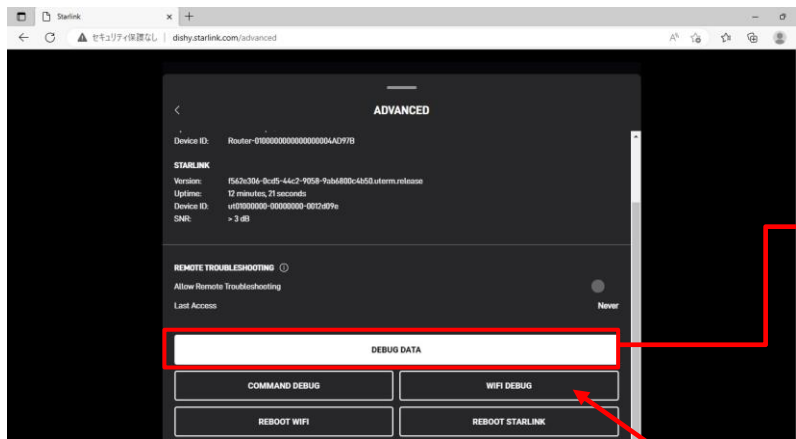 Starlink
セキュリティ保護なし dishy.starlink.com/advanced
ADVANCED
Device ID: Router-0100000000000000004AD97B
STARLINK
Version: f562e306-0cd5-44c2-9058-9ab6800c4b50.uterm.release
Uptime: 12 minutes, 21 seconds
Device ID: ut01000000-00000000-0012d09e
SNR: > 3 dB
REMOTE TROUBLESHOOTING
Allow Remote Troubleshooting
Last Access Never
DEBUG DATA
COMMAND DEBUG WIFI DEBUG
REBOOT WIFI REBOOT STARLINK